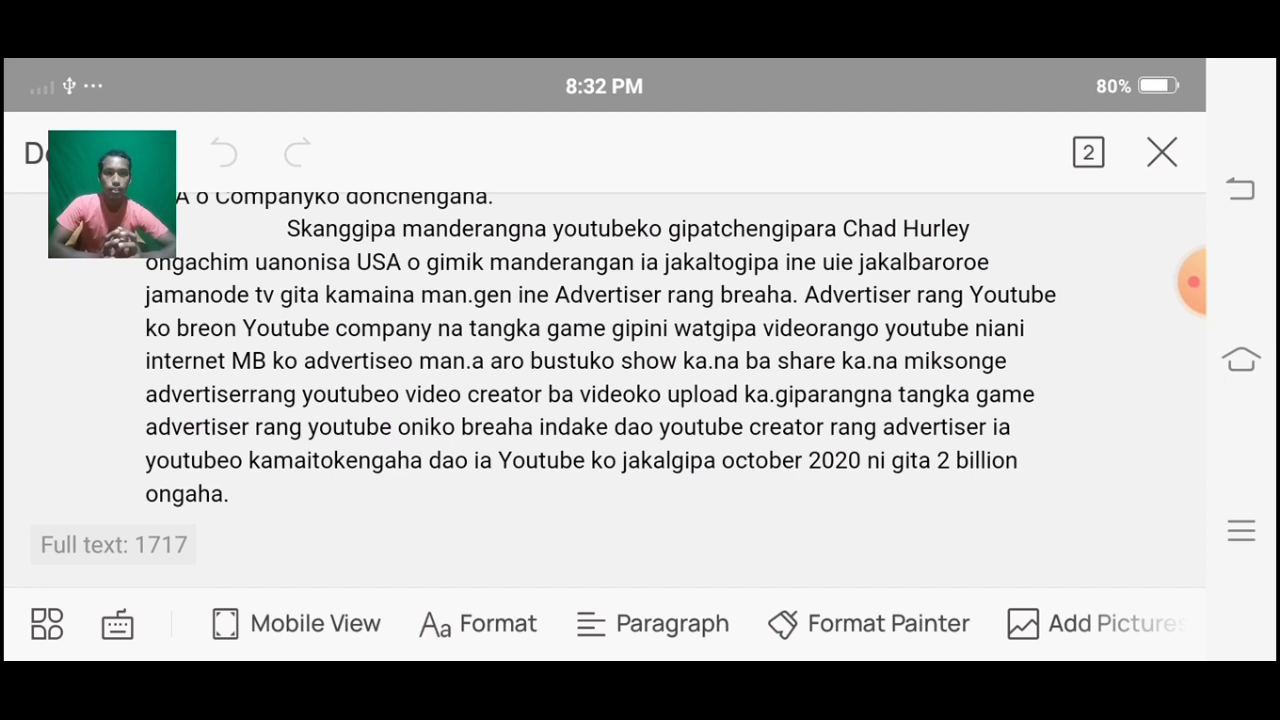 8:32 PM
80%
2
A o Companyko donchengana.
Skanggipa manderangna youtubeko gipatchengipara Chad Hurley
ongachim uanonisa USA o gimik manderangan ia jakaltogipa ine uie jakalbaroroe
jamanode tv gita kamaina man.gen ine Advertiser rang breaha. Advertiser rang Youtube
ko breon Youtube company na tangka game gipini watgipa videorango youtube niani
internet MB ko advertiseo man.a aro bustuko show ka.na ba share ka.na miksonge
advertiserrang youtubeo video creator ba videoko upload ka.giparangna tangka game
advertiser rang youtube oniko breaha indake dao youtube creator rang advertiser ia
youtubeo kamaitokengaha dao ia Youtube ko jakalgipa october 2020 ni gita 2 billion
ongaha.
Full text: 1717
Mobile View Aa Format Paragraph Format Painter Add Pictures